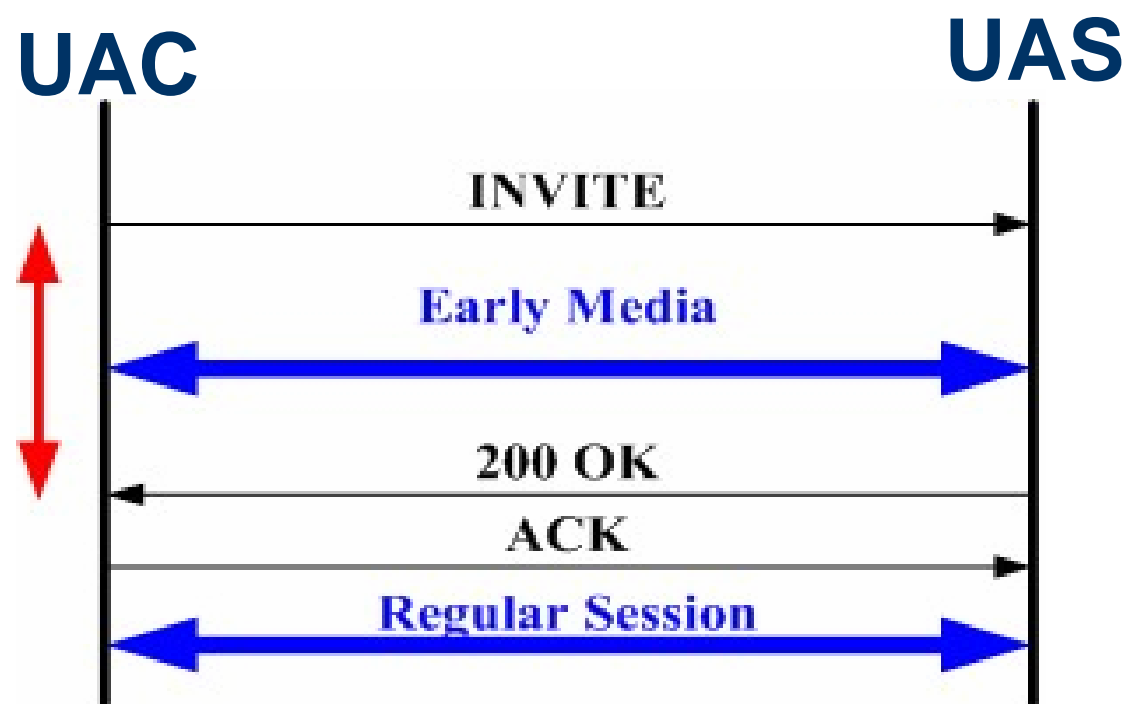 UAC
UAS
INVITE
Early Media
200 OK
ACK
Regular Session